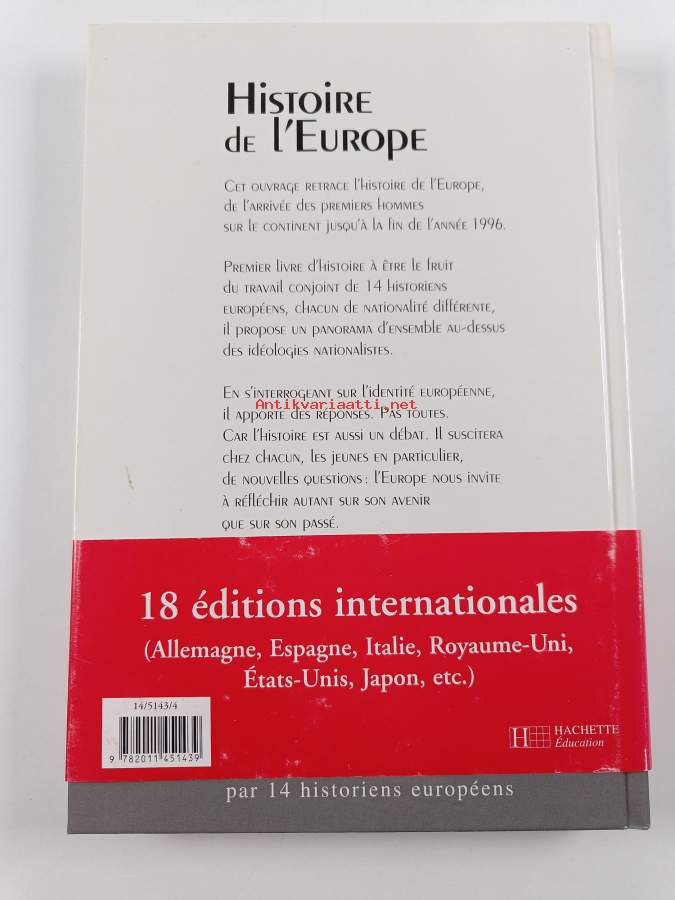 Histoire
de l'Europe
Cet ouvrage retrace l'histoire de l'Europe,
de l'arrivée des premiers hommes
sur le continent jusqu'à la fin de l'année 1996.
Premier livre d'histoire à être le fruit
du travail conjoint de 14 historiens
européens, chacun de nationalité différente,
il propose un panorama d'ensemble au-dessus
des idéologies nationalistes.
En s'interrogeant sur l'identité européenne,
il apporte des réponses. Pas toutes.
Antikvariaatti.net
Car l'histoire est aussi un débat. Il suscitera
chez chacun, les jeunes en particulier,
de nouvelles questions : l'Europe nous invite
à réfléchir autant sur son avenir
que sur son passé.
18 éditions internationales
(Allemagne, Espagne, Italie, Royaume-Uni,
États-Unis, Japon, etc.)
14/5143/4
9 782011 451439
H HACHETTE
Éducation
par 14 historiens européens